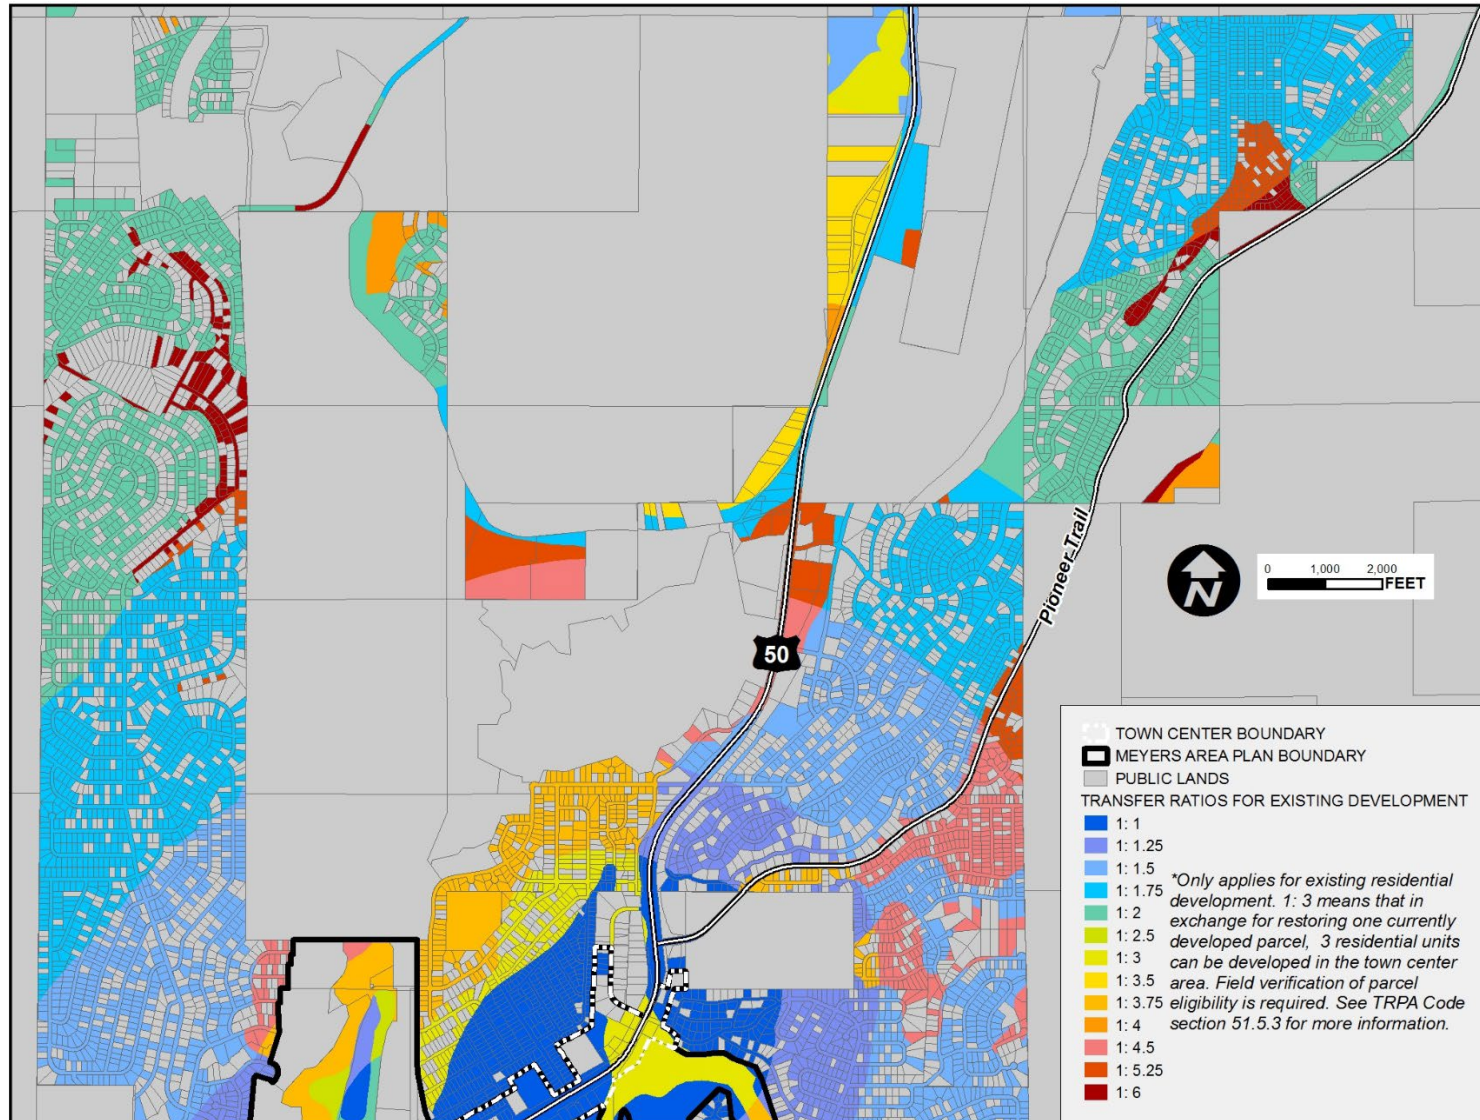 Pioneer Trail
N
0 1,000 2,000
FEET
50
TOWN CENTER BOUNDARY
MEYERS AREA PLAN BOUNDARY
PUBLIC LANDS
TRANSFER RATIOS FOR EXISTING DEVELOPMENT
1: 1
1: 1.25
1: 1.5
1: 1.75
1: 2
1: 2.5
1: 3
1: 3.5
1: 3.75
1: 4
1: 4.5
1: 5.25
1: 6
*Only applies for existing residential
development. 1: 3 means that in
exchange for restoring one currently
developed parcel, 3 residential units
can be developed in the town center
area. Field verification of parcel
eligibility is required. See TRPA Code
section 51.5.3 for more information.